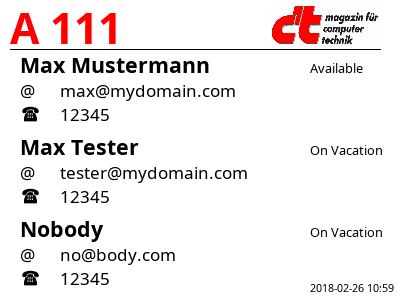 A 111
c't magazin für
computer
technik
Max Mustermann Available
@ max@mydomain.com
☎ 12345
Max Tester On Vacation
@ tester@mydomain.com
☎ 12345
Nobody On Vacation
@ no@body.com
☎ 12345
2018-02-26 10:59